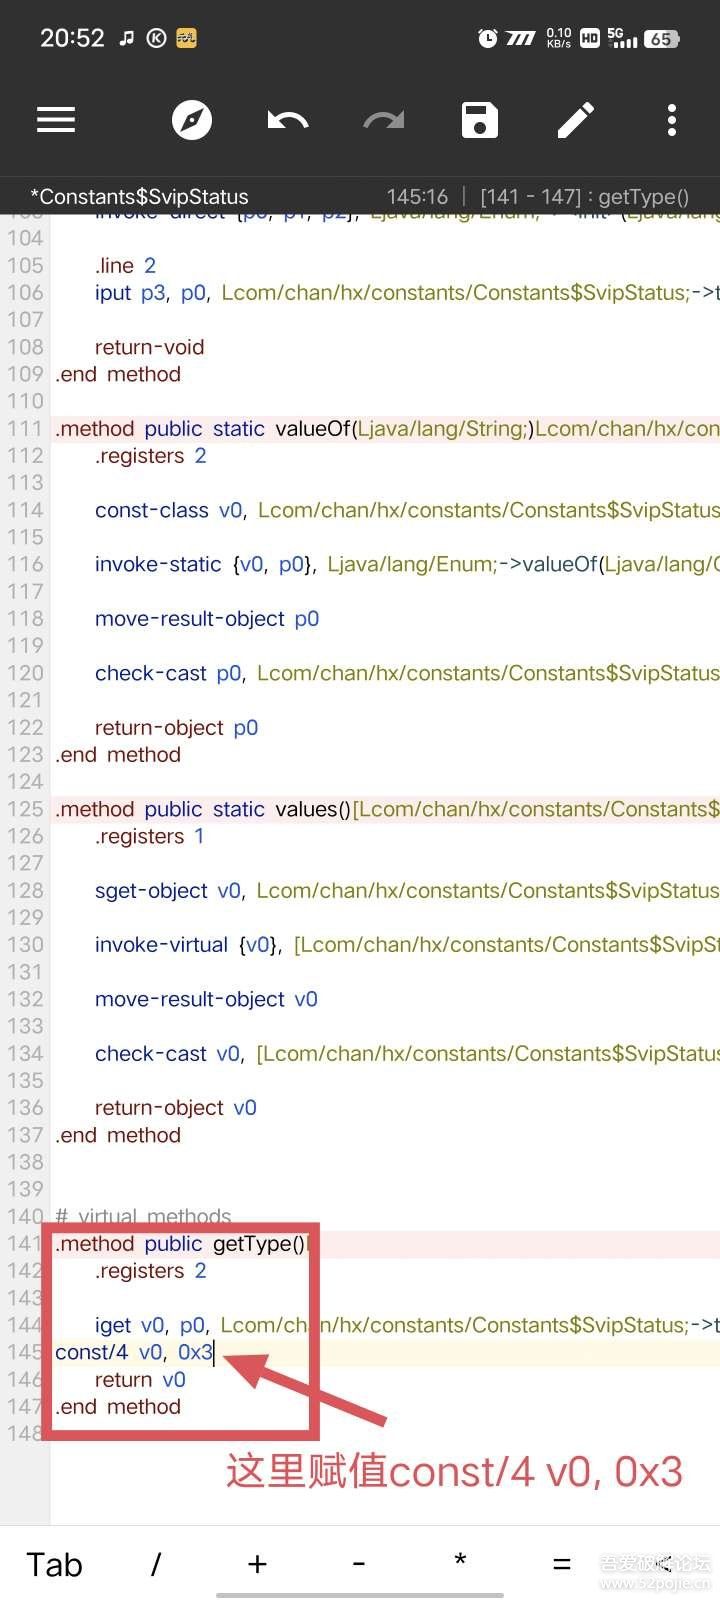 20:52
0.10 KB/s HD 5G 65
*Constants$SvipStatus 145:16 | [141 - 147] : getType()
104
105 .line 2
106 iput p3, p0, Lcom/chan/hx/constants/Constants$SvipStatus;->t
107
108 return-void
109 .end method
110
111 .method public static valueOf(Ljava/lang/String;)Lcom/chan/hx/con
112 .registers 2
113
114 const-class v0, Lcom/chan/hx/constants/Constants$SvipStatus
115
116 invoke-static {v0, p0}, Ljava/lang/Enum;->valueOf(Ljava/lang/
117
118 move-result-object p0
119
120 check-cast p0, Lcom/chan/hx/constants/Constants$SvipStatus
121
122 return-object p0
123 .end method
124
125 .method public static values()[Lcom/chan/hx/constants/Constants$
126 .registers 1
127
128 sget-object v0, Lcom/chan/hx/constants/Constants$SvipStatus
129
130 invoke-virtual {v0}, [Lcom/chan/hx/constants/Constants$SvipSt
131
132 move-result-object v0
133
134 check-cast v0, [Lcom/chan/hx/constants/Constants$SvipStatus
135
136 return-object v0
137 .end method
138
139
140 # virtual methods
141 .method public getType()
142 .registers 2
143
144 iget v0, p0, Lcom/chan/hx/constants/Constants$SvipStatus;->t
145 const/4 v0, 0x3
146 return v0
147 .end method
148
这里赋值const/4 v0, 0x3
Tab / + - * = <
吾爱破解论坛
www.52pojie.cn